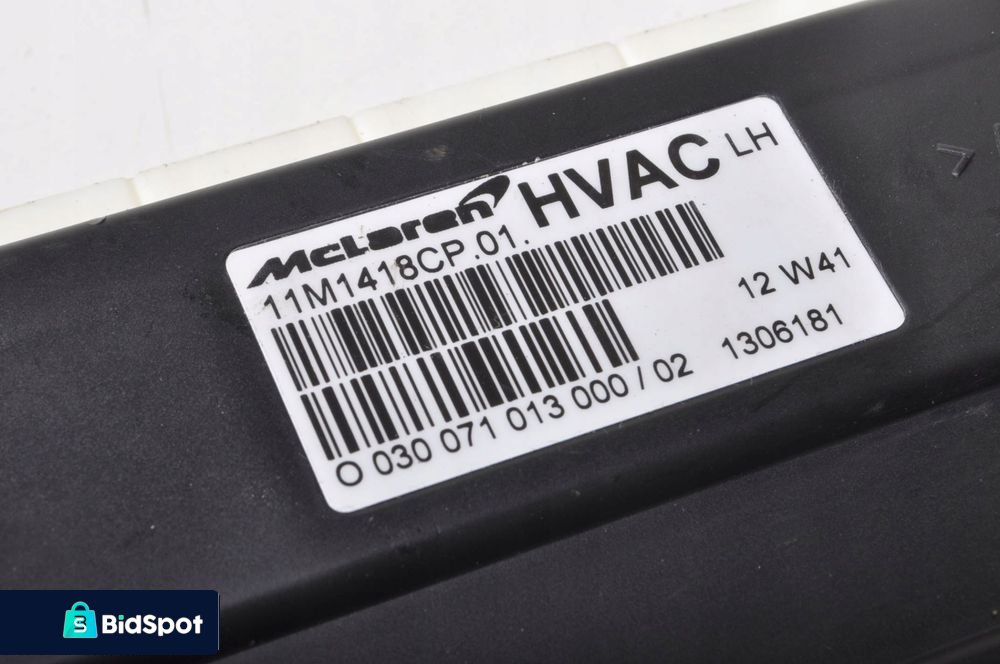 McLaren HVAC LH
11M1418CP.01.
12 W41
1306181
O 030 071 013 000 / 02
BidSpot